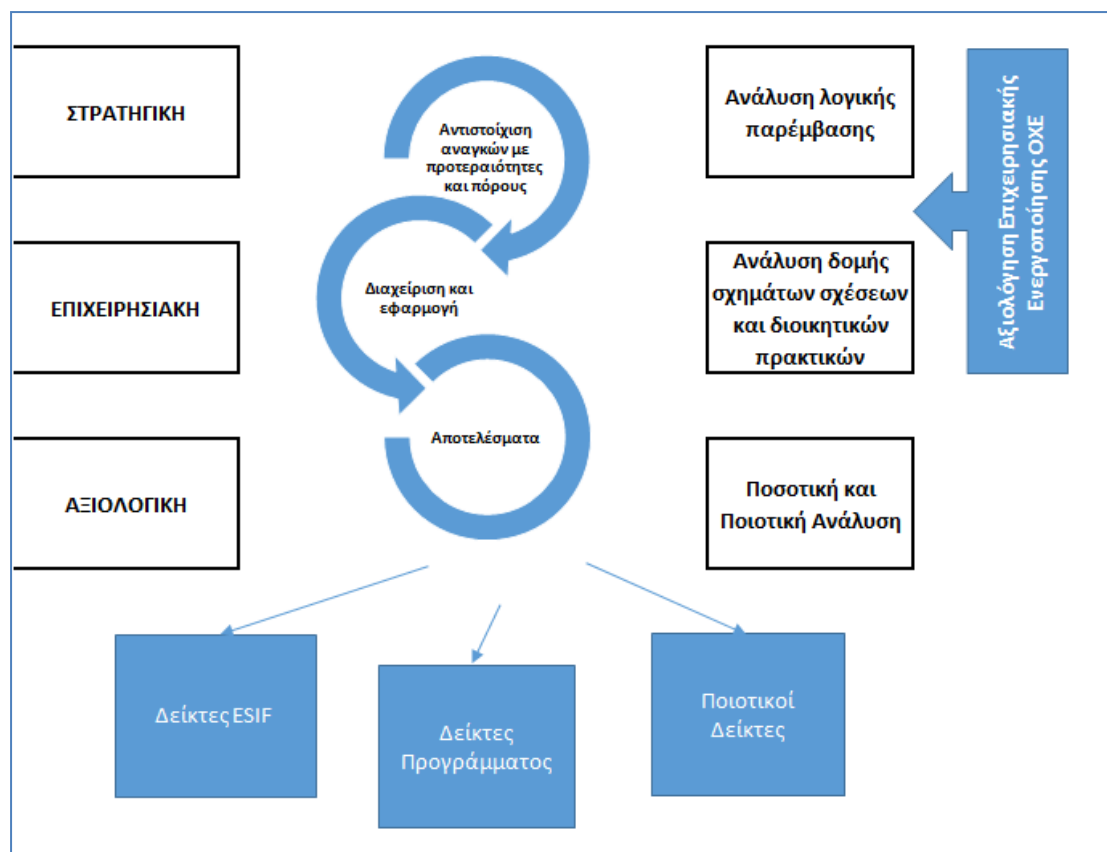 ΣΤΡΑΤΗΓΙΚΗ
Αντιστοίχιση
αναγκών με
προτεραιότητες
και πόρους
Ανάλυση λογικής
παρέμβασης
Αξιολόγηση Επιχειρησιακής
Ενεργοποίησης ΟΧΕ
ΕΠΙΧΕΙΡΗΣΙΑΚΗ
Διαχείριση και
εφαρμογή
Ανάλυση δομής
σχημάτων σχέσεων
και διοικητικών
πρακτικών
ΑΞΙΟΛΟΓΙΚΗ
Αποτελέσματα
Ποσοτική και
Ποιοτική Ανάλυση
Δείκτες ESIF
Δείκτες
Προγράμματος
Ποιοτικοί
Δείκτες